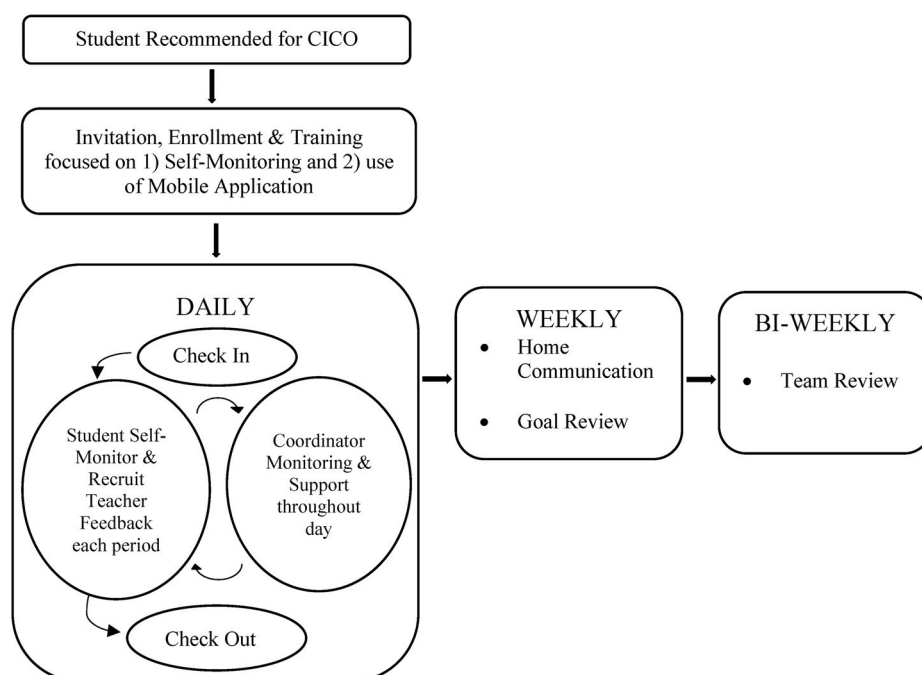 Student Recommended for CICO
Invitation, Enrollment & Training
focused on 1) Self-Monitoring and 2) use
of Mobile Application
DAILY
Check In
Student Self-
Monitor &
Recruit
Teacher
Feedback
each period
Coordinator
Monitoring &
Support
throughout
day
Check Out
WEEKLY
• Home
Communication
• Goal Review
BI-WEEKLY
• Team Review